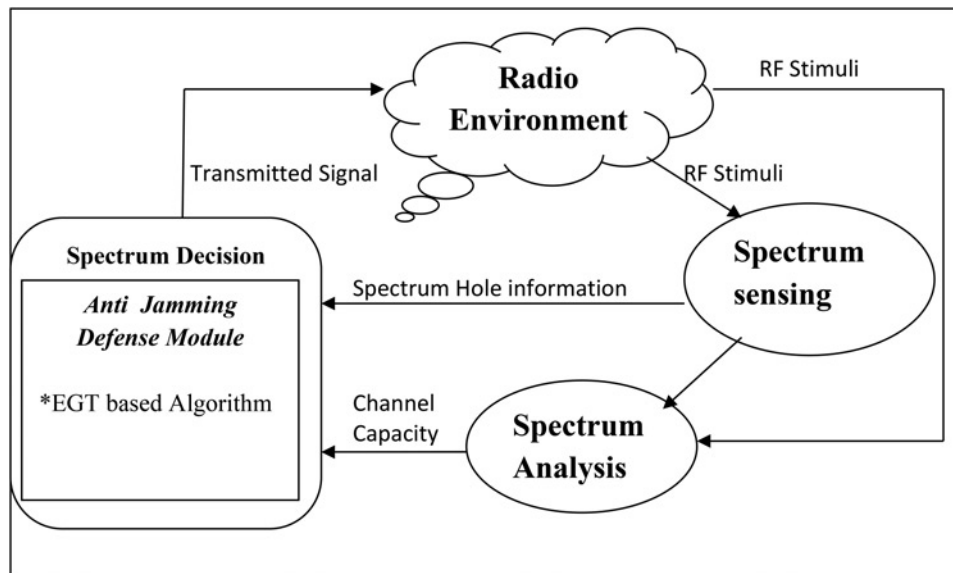 Radio
Environment
RF Stimuli
Transmitted Signal
RF Stimuli
Spectrum Decision
Anti Jamming
Defense Module
*EGT based Algorithm
Spectrum Hole information
Spectrum
sensing
Channel
Capacity
Spectrum
Analysis